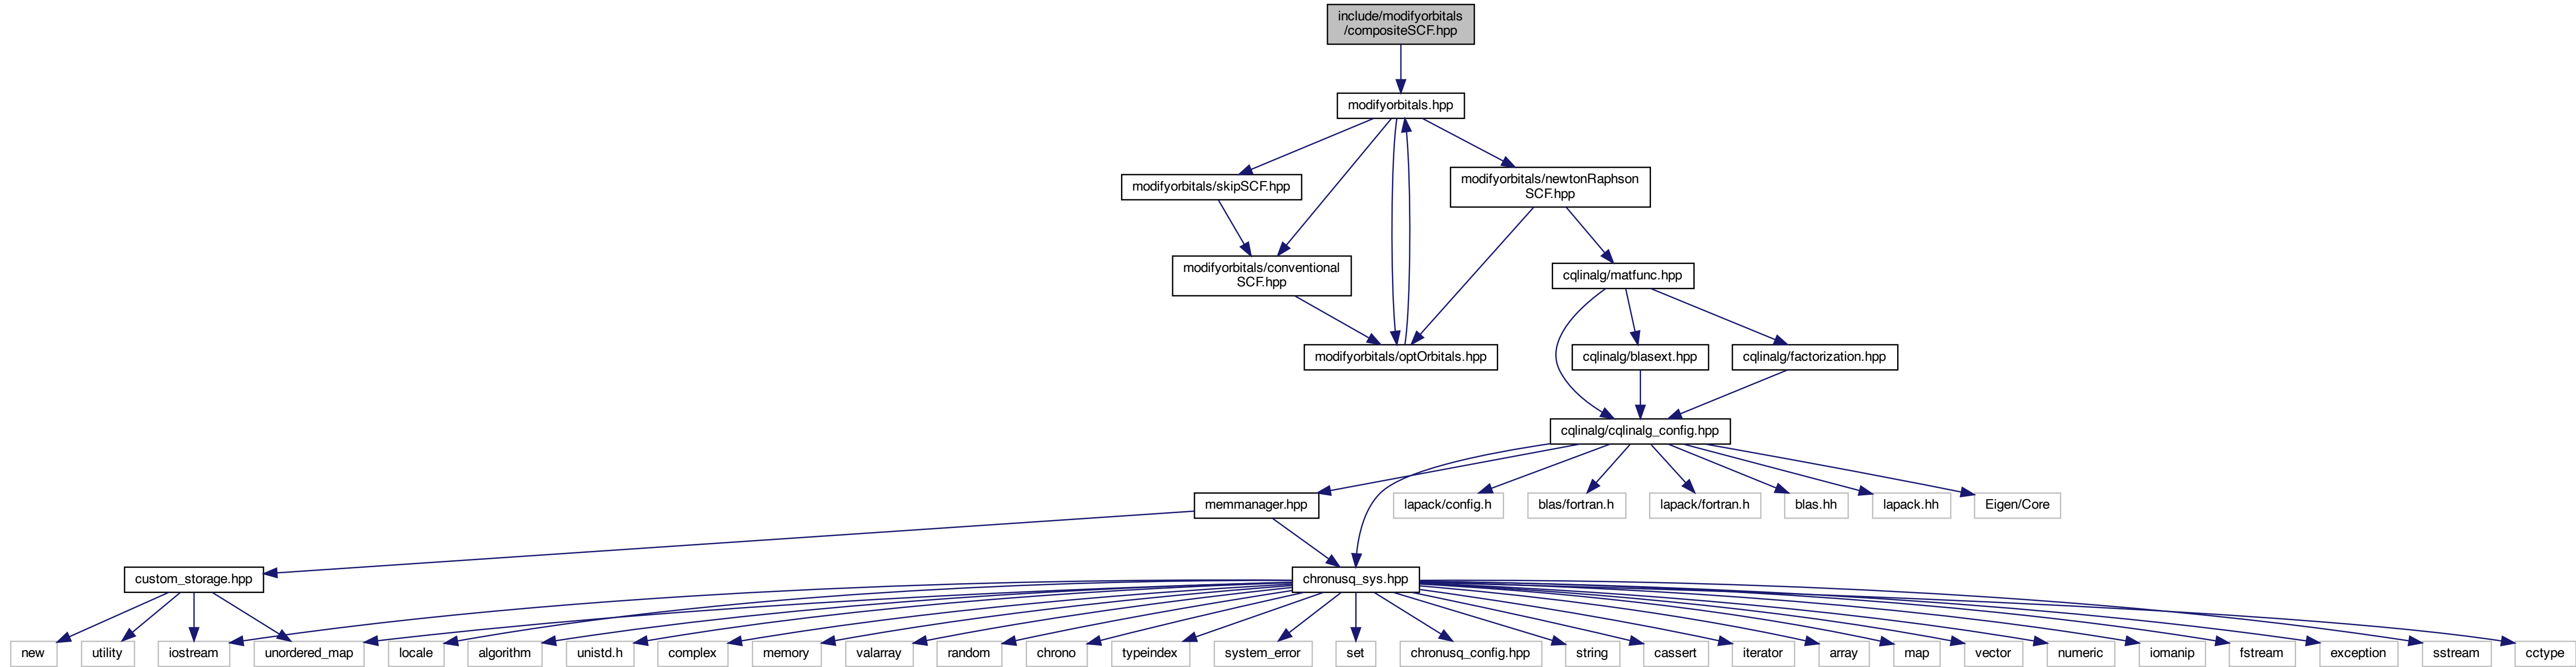 include/modifyorbitals
/compositeSCF.hpp
modifyorbitals.hpp
modifyorbitals/skipSCF.hpp
modifyorbitals/newtonRaphson
SCF.hpp
modifyorbitals/conventional
SCF.hpp
cqlinalg/matfunc.hpp
modifyorbitals/optOrbitals.hpp
cqlinalg/blasext.hpp
cqlinalg/factorization.hpp
cqlinalg/cqlinalg_config.hpp
memmanager.hpp
lapack/config.h
blas/fortran.h
lapack/fortran.h
blas.hh
lapack.hh
Eigen/Core
custom_storage.hpp
chronusq_sys.hpp
new
utility
iostream
unordered_map
locale
algorithm
unistd.h
complex
memory
valarray
random
chrono
typeindex
system_error
set
chronusq_config.hpp
string
cassert
iterator
array
map
vector
numeric
iomanip
fstream
exception
sstream
cctype